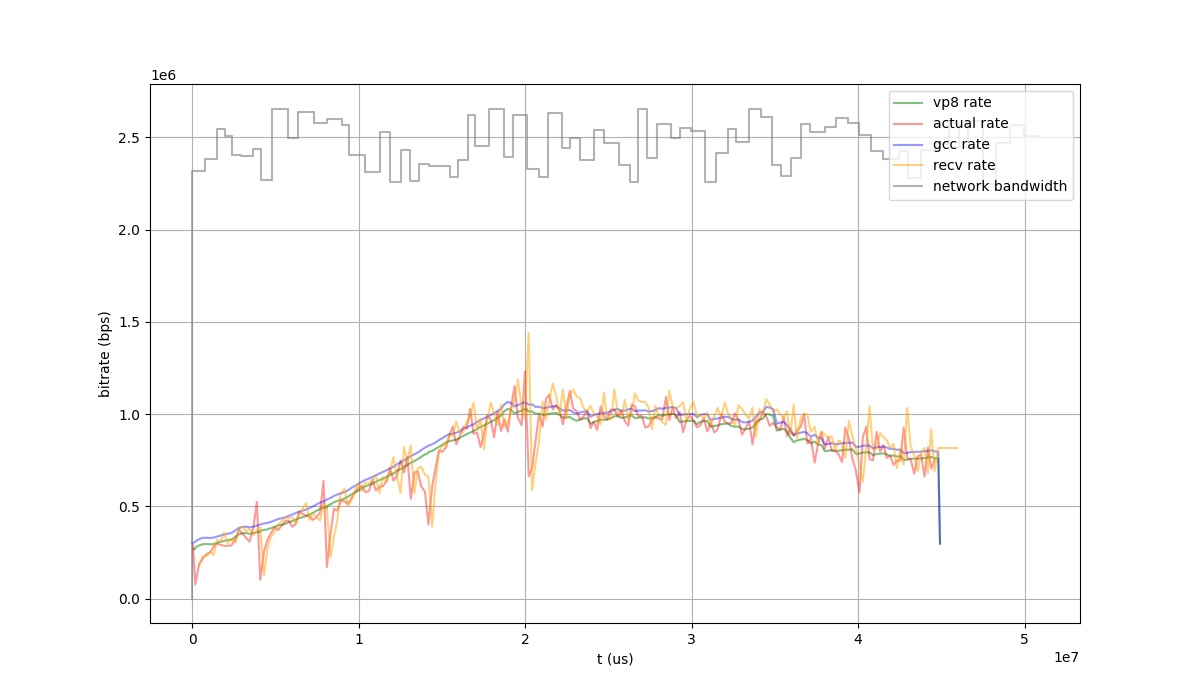 1e6
vp8 rate
actual rate
gcc rate
recv rate
network bandwidth
2.5
2.0
1.5
1.0
0.5
0.0
bitrate (bps)
0 1 2 3 4 5
t (us)
1e7